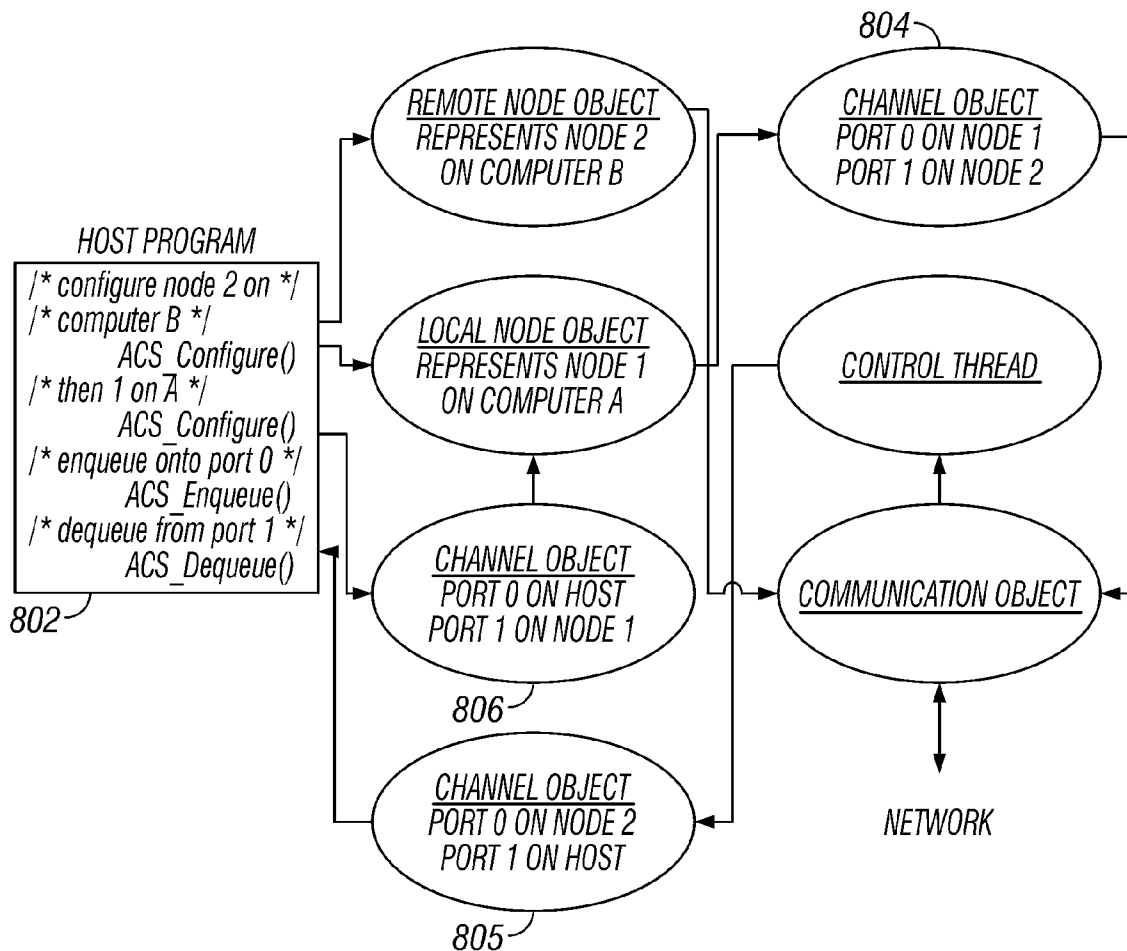 804
REMOTE NODE OBJECT
REPRESENTS NODE 2
ON COMPUTER B
CHANNEL OBJECT
PORT 0 ON NODE 1
PORT 1 ON NODE 2
HOST PROGRAM
/* configure node 2 on */
/* computer B */
ACS_Configure()
/* then 1 on A */
ACS_Configure()
/* enqueue onto port 0 */
ACS_Enqueue()
/* dequeue from port 1 */
ACS_Dequeue()
802
LOCAL NODE OBJECT
REPRESENTS NODE 1
ON COMPUTER A
CONTROL THREAD
CHANNEL OBJECT
PORT 0 ON HOST
PORT 1 ON NODE 1
806
COMMUNICATION OBJECT
CHANNEL OBJECT
PORT 0 ON NODE 2
PORT 1 ON HOST
805
NETWORK